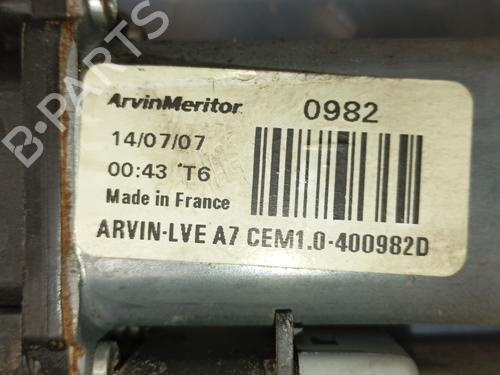 B-PARTS
ArvinMeritor 0982
14/07/07
00:43 *T6
Made in France
ARVIN-LVE A7 CEM1.0-400982D